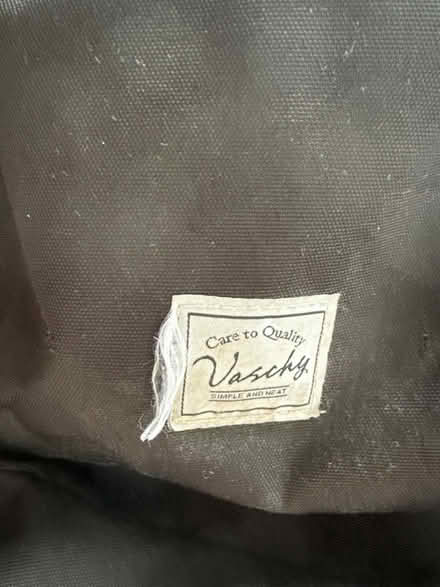 Care to Quality
Vaschy
SIMPLE AND NEAT